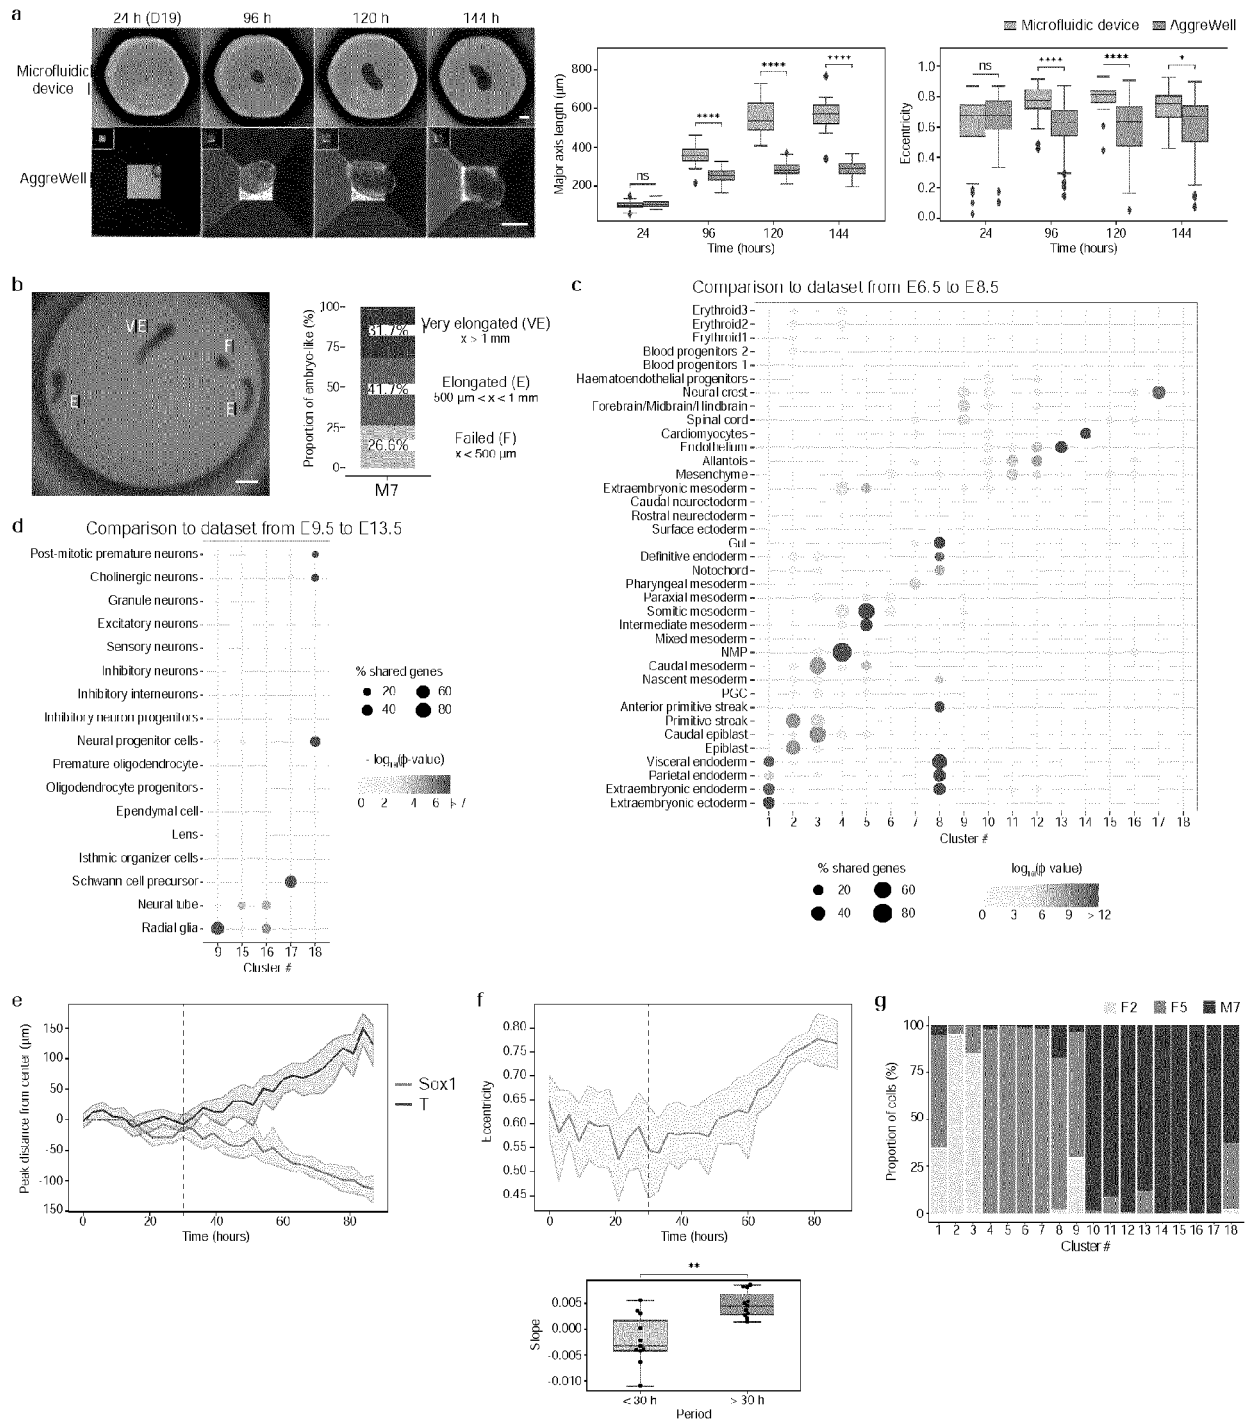 a
24 h (D19)
96 h
120 h
144 h
Microfluidic device
AggreWell
Microfluidic
device
AggreWell
Major axis length (µm)
800
600
400
200
ns
****
****
****
24
96
120
144
Time (hours)
Eccentricity
1.0
0.8
0.6
0.4
0.2
0.0
ns
****
****
*
24
96
120
144
Time (hours)
b
VE
F
E
E
Proportion of embryo-like (%)
100
75
50
25
0
31.7%
41.7%
26.6%
M7
Very elongated (VE)
x > 1 mm
Elongated (E)
500 µm < x < 1 mm
Failed (F)
x < 500 µm
c
Comparison to dataset from E6.5 to E8.5
Erythroid3
Erythroid2
Erythroid1
Blood progenitors 2
Blood progenitors 1
Haematoendothelial progenitors
Neural crest
Forebrain/Midbrain/Hindbrain
Spinal cord
Cardiomyocytes
Endothelium
Allantois
Mesenchyme
Extraembryonic mesoderm
Caudal neurectoderm
Rostral neurectoderm
Surface ectoderm
Gut
Definitive endoderm
Notochord
Pharyngeal mesoderm
Paraxial mesoderm
Somitic mesoderm
Intermediate mesoderm
Mixed mesoderm
NMP
Caudal mesoderm
Nascent mesoderm
PGC
Anterior primitive streak
Primitive streak
Caudal epiblast
Epiblast
Visceral endoderm
Parietal endoderm
Extraembryonic endoderm
Extraembryonic ectoderm
1 2 3 4 5 6 7 8 9 10 11 12 13 14 15 16 17 18
Cluster #
% shared genes
20 60
40 80
log10(p value)
0 3 6 9 > 12
d
Comparison to dataset from E9.5 to E13.5
Post-mitotic premature neurons
Cholinergic neurons
Granule neurons
Excitatory neurons
Sensory neurons
Inhibitory neurons
Inhibitory interneurons
Inhibitory neuron progenitors
Neural progenitor cells
Premature oligodendrocyte
Oligodendrocyte progenitors
Ependymal cell
Lens
Isthmic organizer cells
Schwann cell precursor
Neural tube
Radial glia
9 15 16 17 18
Cluster #
% shared genes
20 60
40 80
- log10(p-value)
0 2 4 6 > 7
e
Peak distance from center (µm)
150
100
50
0
-50
-100
150
0 20 40 60 80
Time (hours)
Sox1
T
f
Eccentricity
0.80
0.75
0.70
0.65
0.60
0.55
0.50
0.45
0 20 40 60 80
Time (hours)
Slope
0.005
0.000
-0.005
-0.010
**
< 30 h
> 30 h
Period
g
F2 F5 M7
Proportion of cells (%)
100
75
50
25
0
1 2 3 4 5 6 7 8 9 10 11 12 13 14 15 16 17 18
Cluster #